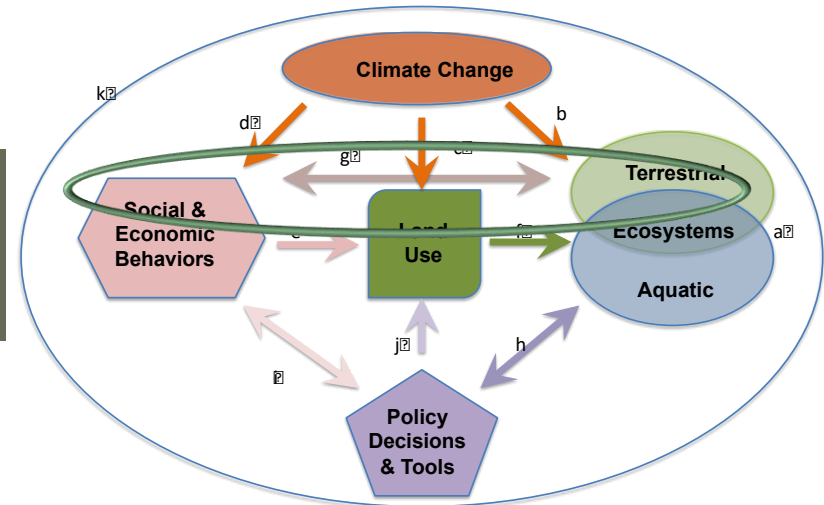 Climate Change
k
d
b
g
c
Terrestrial
Social &
Economic
Behaviors
e
Land
Use
f
Ecosystems
a
Aquatic
j
h
i
Policy
Decisions
& Tools